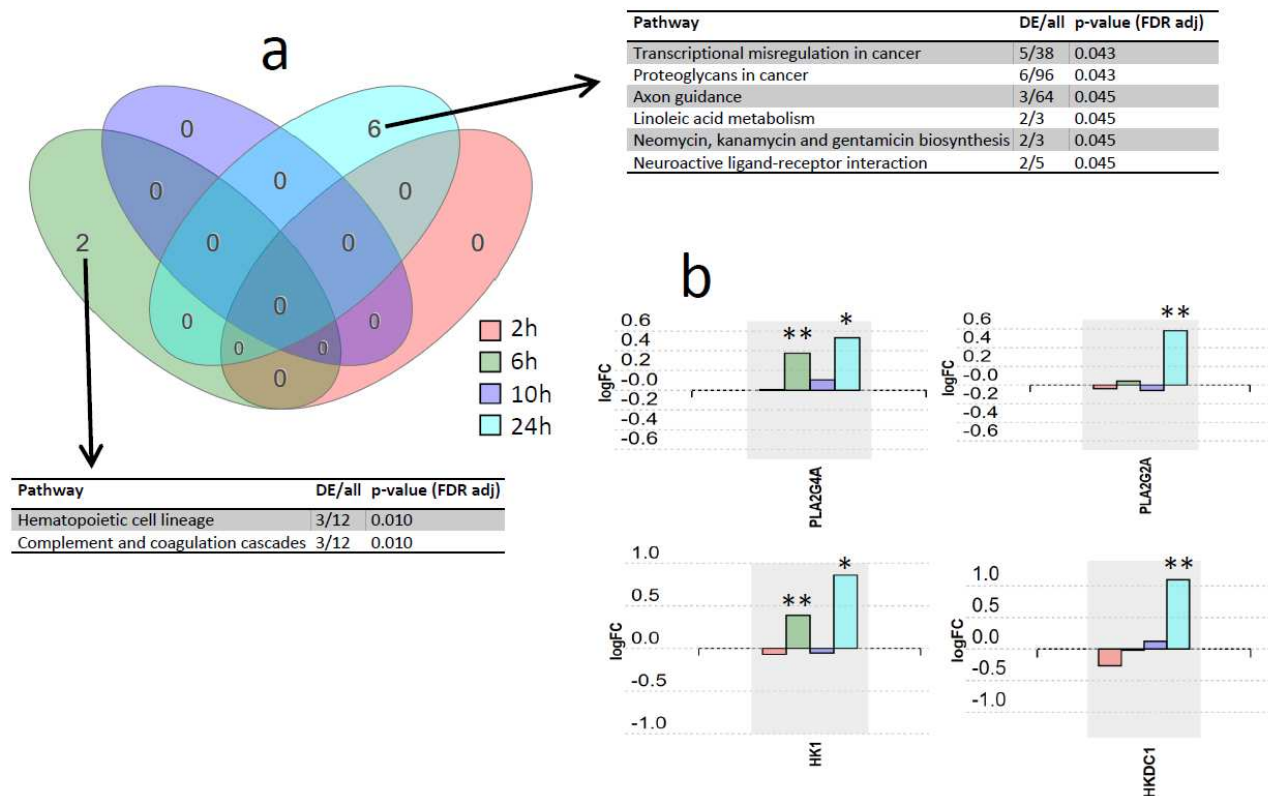 a
0
0
6
0
0
0
2
0
0
0
0
0
0
0
0
2h
6h
10h
24h
Pathway DE/all p-value (FDR adj)
Transcriptional misregulation in cancer 5/38 0.043
Proteoglycans in cancer 6/96 0.043
Axon guidance 3/64 0.045
Linoleic acid metabolism 2/3 0.045
Neomycin, kanamycin and gentamicin biosynthesis 2/3 0.045
Neuroactive ligand-receptor interaction 2/5 0.045
Pathway DE/all p-value (FDR adj)
Hematopoietic cell lineage 3/12 0.010
Complement and coagulation cascades 3/12 0.010
b
logFC
0.6
0.4
0.2
-0.0
-0.2
-0.4
-0.6
** *
PLA2G4A
logFC
0.6
0.4
0.2
-0.0
-0.2
-0.4
-0.6
**
PLA2G2A
logFC
1.0
0.5
0.0
-0.5
-1.0
** *
HK1
logFC
1.0
0.5
0.0
-0.5
-1.0
**
HKDC1